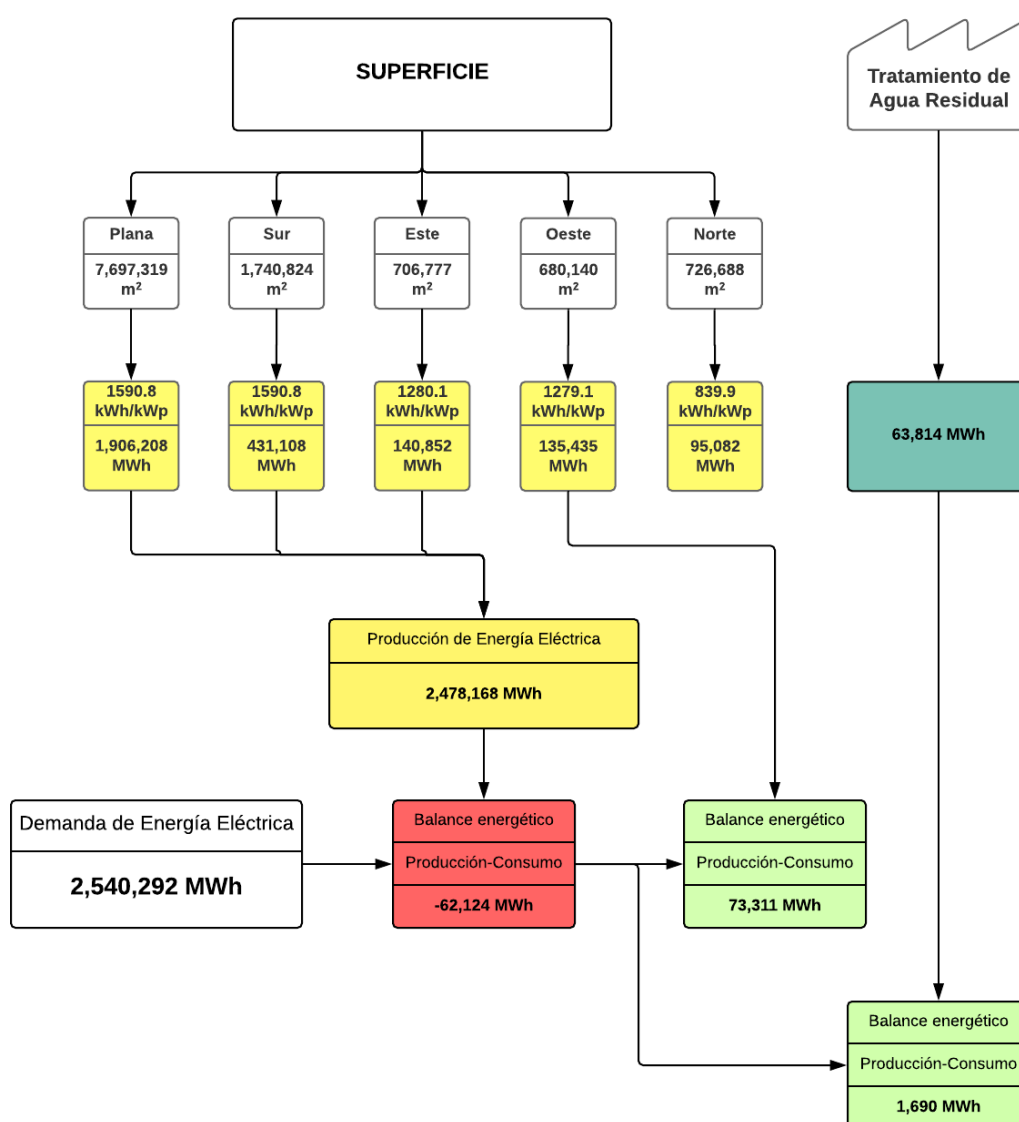 SUPERFICIE
Tratamiento de
Agua Residual
Plana
7,697,319
m²
Sur
1,740,824
m²
Este
706,777
m²
Oeste
680,140
m²
Norte
726,688
m²
1590.8
kWh/kWp
1,906,208
MWh
1590.8
kWh/kWp
431,108
MWh
1280.1
kWh/kWp
140,852
MWh
1279.1
kWh/kWp
135,435
MWh
839.9
kWh/kWp
95,082
MWh
63,814 MWh
Producción de Energía Eléctrica
2,478,168 MWh
Demanda de Energía Eléctrica
2,540,292 MWh
Balance energético
Producción-Consumo
-62,124 MWh
Balance energético
Producción-Consumo
73,311 MWh
Balance energético
Producción-Consumo
1,690 MWh